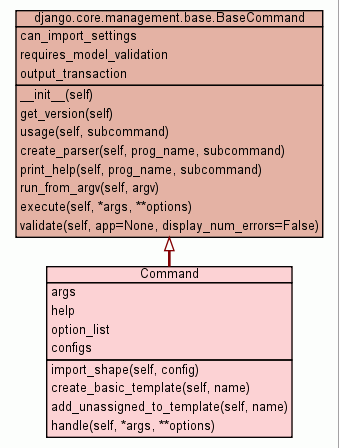 django.core.management.base.BaseCommand
can_import_settings
requires_model_validation
output_transaction
__init__(self)
get_version(self)
usage(self, subcommand)
create_parser(self, prog_name, subcommand)
print_help(self, prog_name, subcommand)
run_from_argv(self, argv)
execute(self, *args, **options)
validate(self, app=None, display_num_errors=False)
Command
args
help
option_list
configs
import_shape(self, config)
create_basic_template(self, name)
add_unassigned_to_template(self, name)
handle(self, *args, **options)